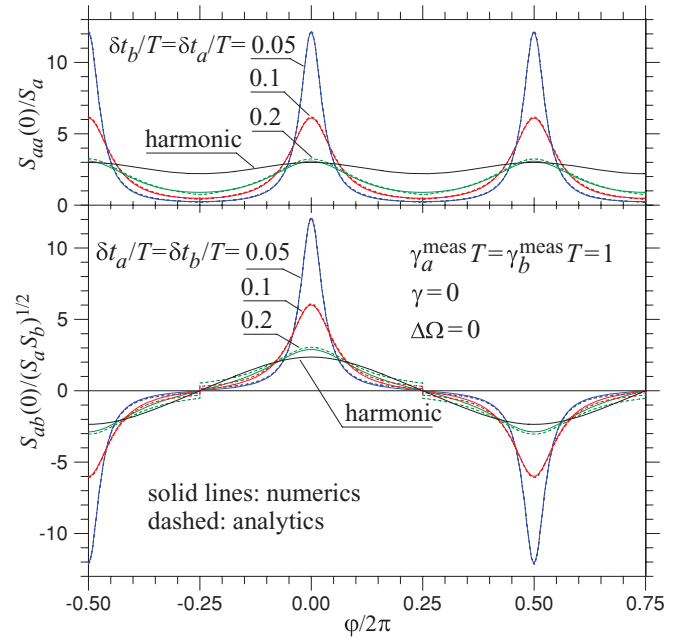 S_aa(0)/S_a
10
5
0
δt_b/T=δt_a/T= 0.05
0.1
0.2
harmonic
S_ab(0)/(S_a S_b)^1/2
10
5
0
-5
-10
δt_a/T=δt_b/T= 0.05
0.1
0.2
harmonic
γ_a^meas T=γ_b^meas T=1
γ=0
ΔΩ=0
solid lines: numerics
dashed: analytics
-0.50 -0.25 0.00 0.25 0.50 0.75
φ/2π